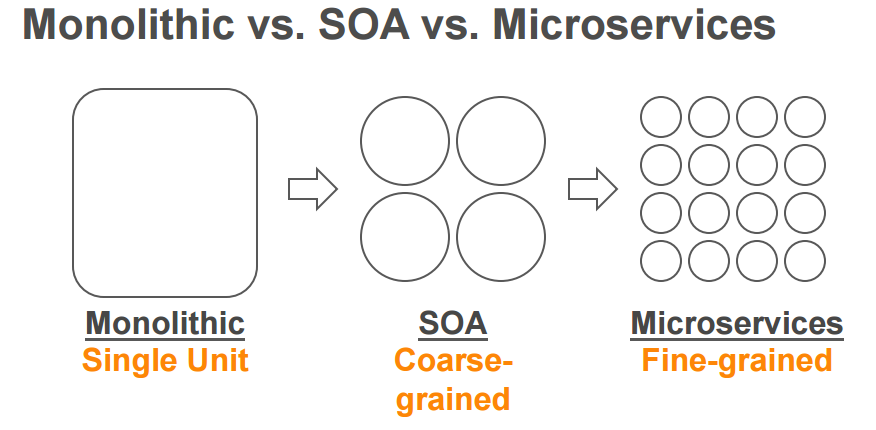 Monolithic vs. SOA vs. Microservices
Monolithic
Single Unit
SOA
Coarse-
grained
Microservices
Fine-grained